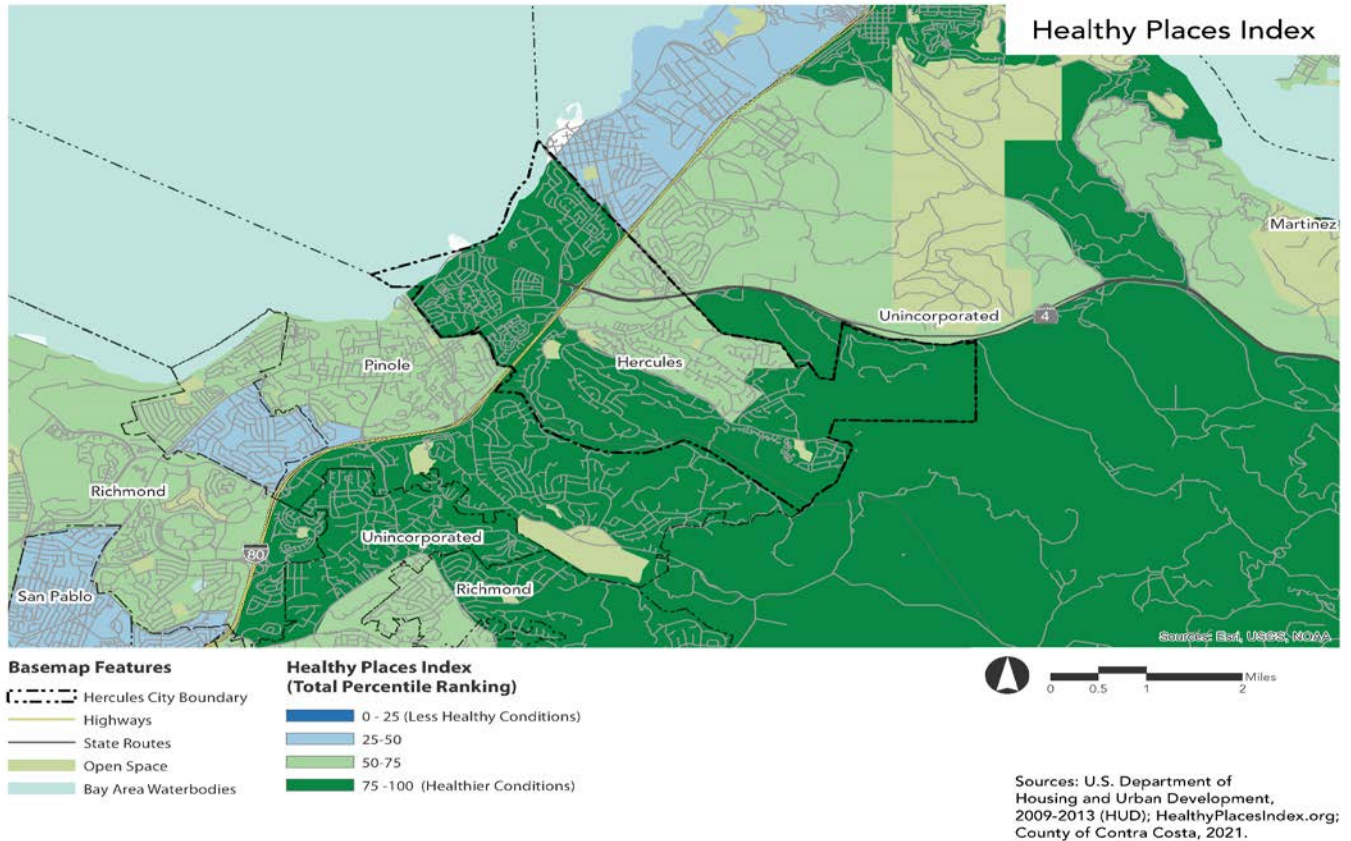 Healthy Places Index
Martinez
Unincorporated
4
Hercules
Pinole
Richmond
Unincorporated
80
Richmond
San Pablo
Sources: Esri, USGS, NOAA
Basemap Features
Hercules City Boundary
Highways
State Routes
Open Space
Bay Area Waterbodies
Healthy Places Index
(Total Percentile Ranking)
0 - 25 (Less Healthy Conditions)
25-50
50-75
75 -100 (Healthier Conditions)
0 0.5 1 2 Miles
Sources: U.S. Department of
Housing and Urban Development,
2009-2013 (HUD); HealthyPlacesIndex.org;
County of Contra Costa, 2021.